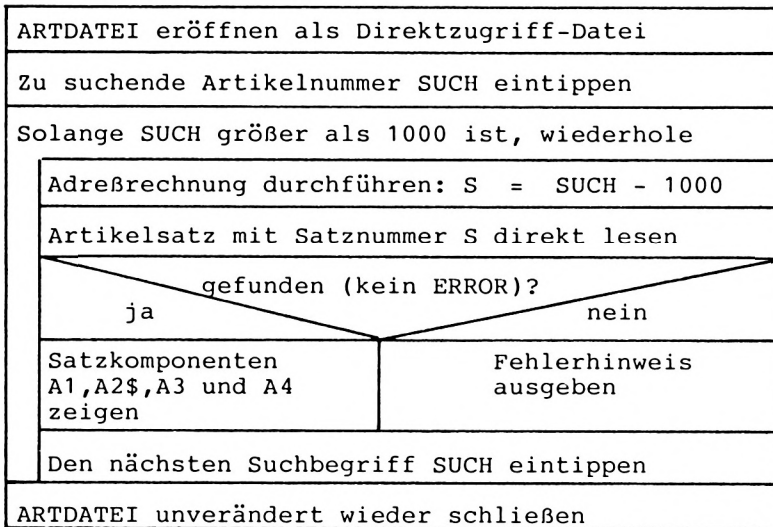 ARTDATEI eröffnen als Direktzugriff-Datei
Zu suchende Artikelnummer SUCH eintippen
Solange SUCH größer als 1000 ist, wiederhole
Adreßrechnung durchführen: S = SUCH - 1000
Artikelsatz mit Satznummer S direkt lesen
gefunden (kein ERROR)?
ja nein
Satzkomponenten Fehlerhinweis
A1,A2$,A3 und A4 ausgeben
zeigen
Den nächsten Suchbegriff SUCH eintippen
ARTDATEI unverändert wieder schließen